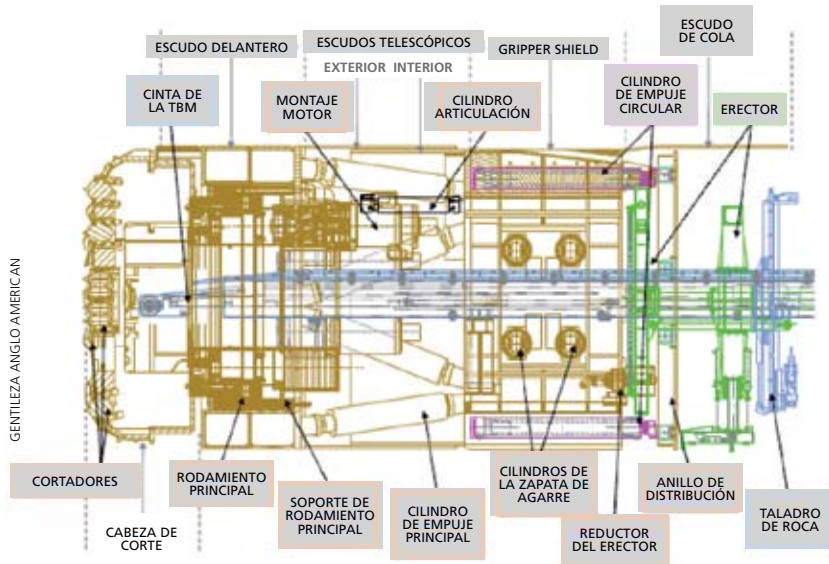 ESCUDO DELANTERO
ESCUDOS TELESCÓPICOS
EXTERIOR INTERIOR
GRIPPER SHIELD
ESCUDO
DE COLA
CINTA DE
LA TBM
MONTAJE
MOTOR
CILINDRO
ARTICULACIÓN
CILINDRO
DE EMPUJE
CIRCULAR
ERECTOR
GENTILEZA ANGLO AMERICAN
CORTADORES
CABEZA DE
CORTE
RODAMIENTO
PRINCIPAL
SOPORTE DE
RODAMIENTO
PRINCIPAL
CILINDRO
DE EMPUJE
PRINCIPAL
CILINDROS DE
LA ZAPATA DE
AGARRE
REDUCTOR
DEL ERECTOR
ANILLO DE
DISTRIBUCIÓN
TALADRO
DE ROCA